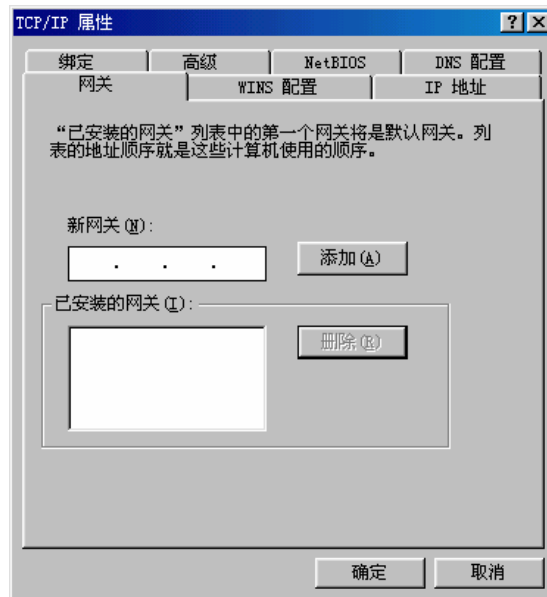 TCP/IP 属性
绑定 高级 NetBIOS DNS 配置
网关 WINS 配置 IP 地址
“已安装的网关”列表中的第一个网关将是默认网关。列
表的地址顺序就是这些计算机使用的顺序。
新网关(N):
. . .
添加(A)
已安装的网关(I):
删除(R)
确定 取消